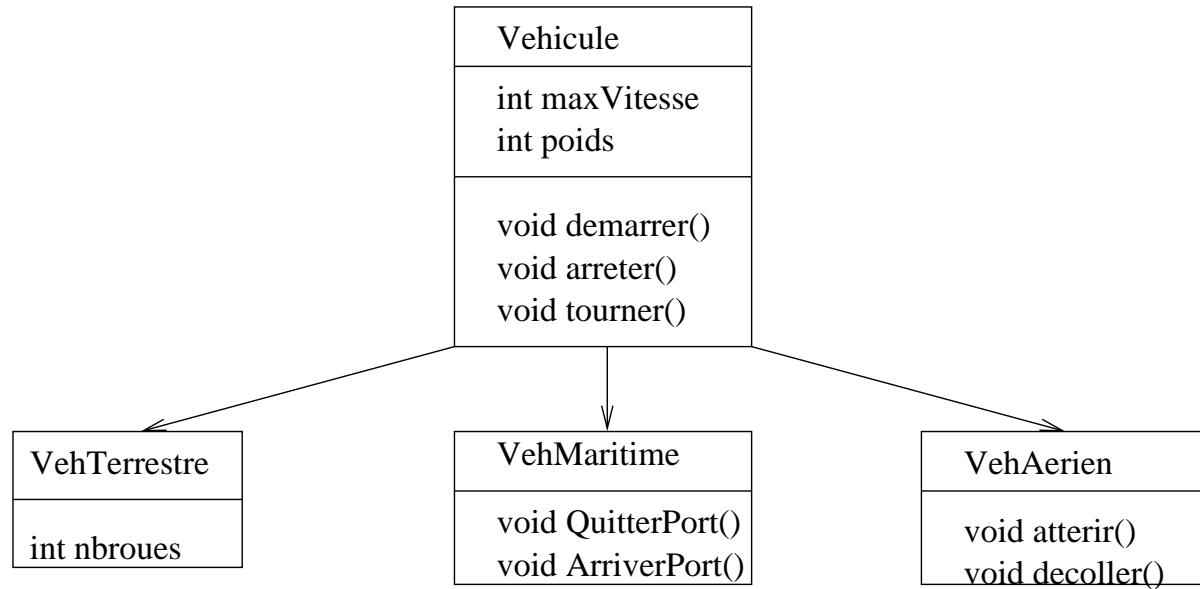 Vehicule
int maxVitesse
int poids
void demarrer()
void arreter()
void tourner()
VehTerrestre
int nbroues
VehMaritime
void QuitterPort()
void ArriverPort()
VehAerien
void atterir()
void decoller()